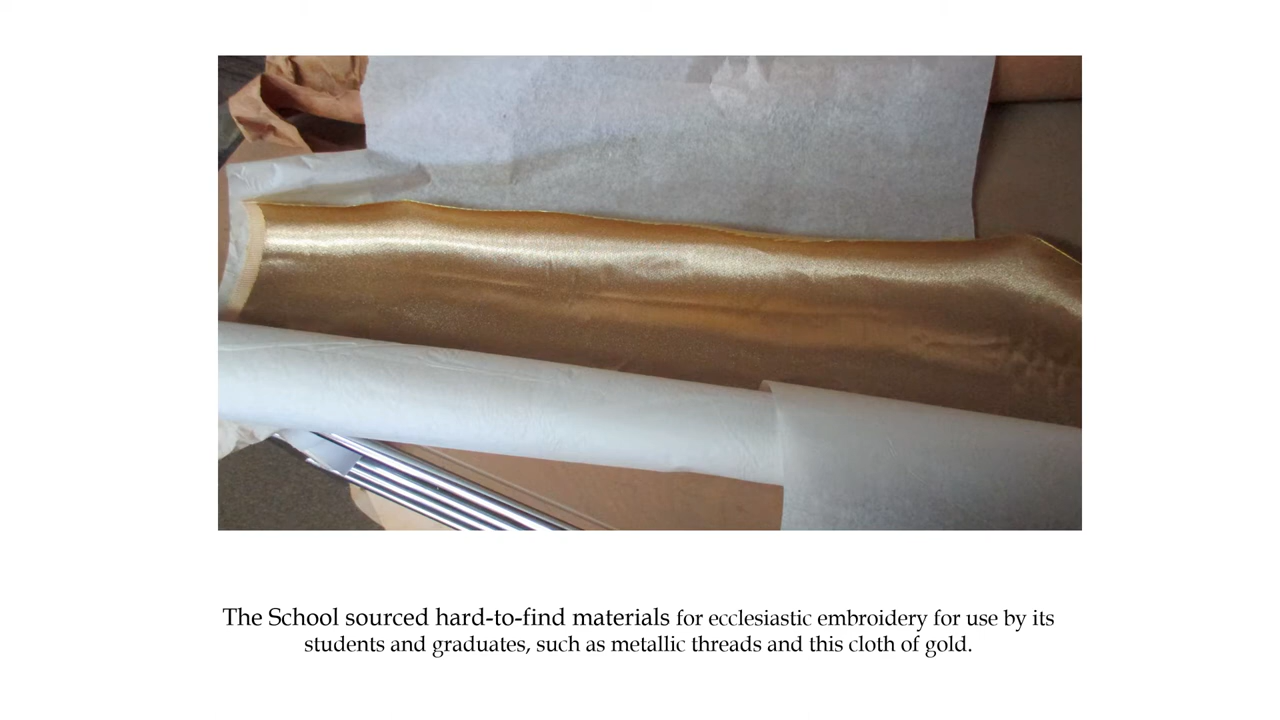 The School sourced hard-to-find materials for ecclesiastic embroidery for use by its
students and graduates, such as metallic threads and this cloth of gold.